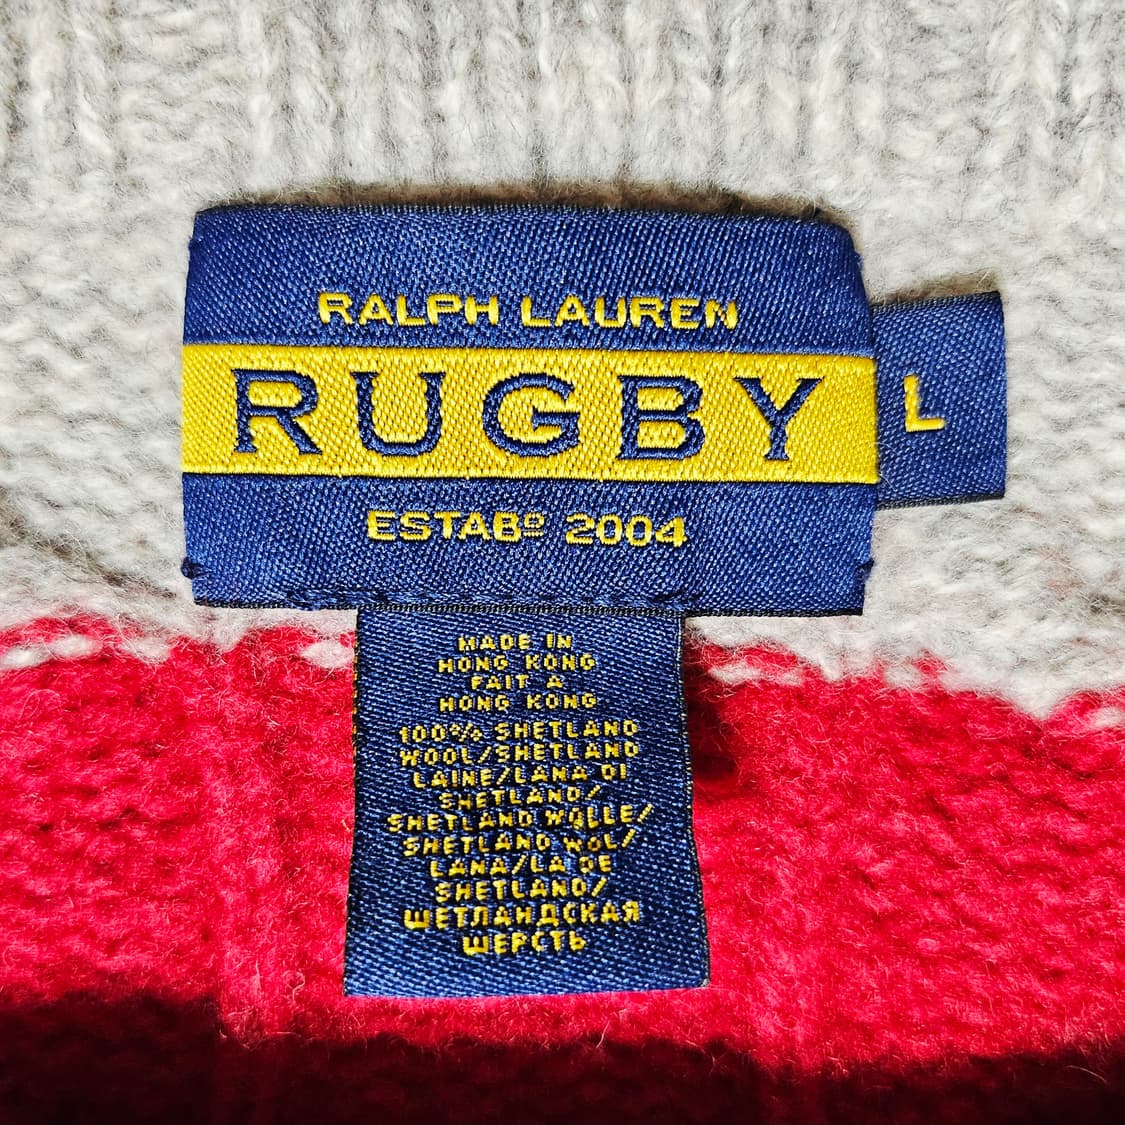 RALPH LAUREN
RUGBY
L
ESTABº 2004
MADE IN
HONG KONG
FAIT A
HONG KONG
100% SHETLAND
WOOL/SHETLAND
LAINE/LANA DI
SHETLAND/
SHETLAND WOLLE/
SHETLAND WOL/
LANA/LA DE
SHETLAND/
ШЕТЛАНДСКАЯ
ШЕРСТЬ